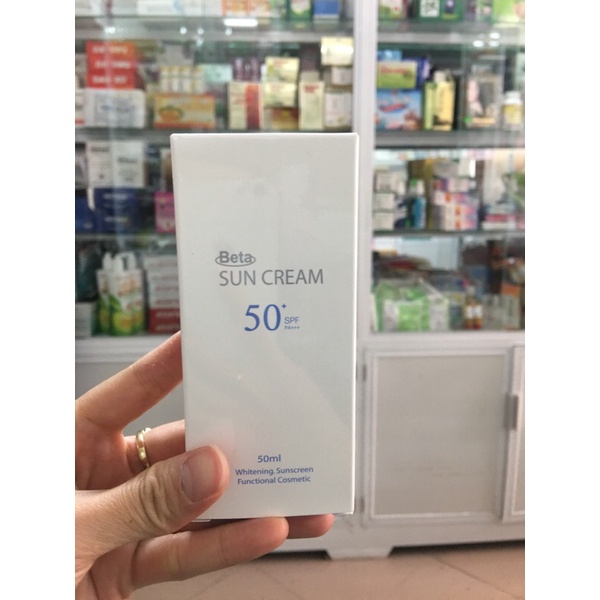 Beta
SUN CREAM
50+ SPF
PA+++
50ml
Whitening, Sunscreen
Functional Cosmetic